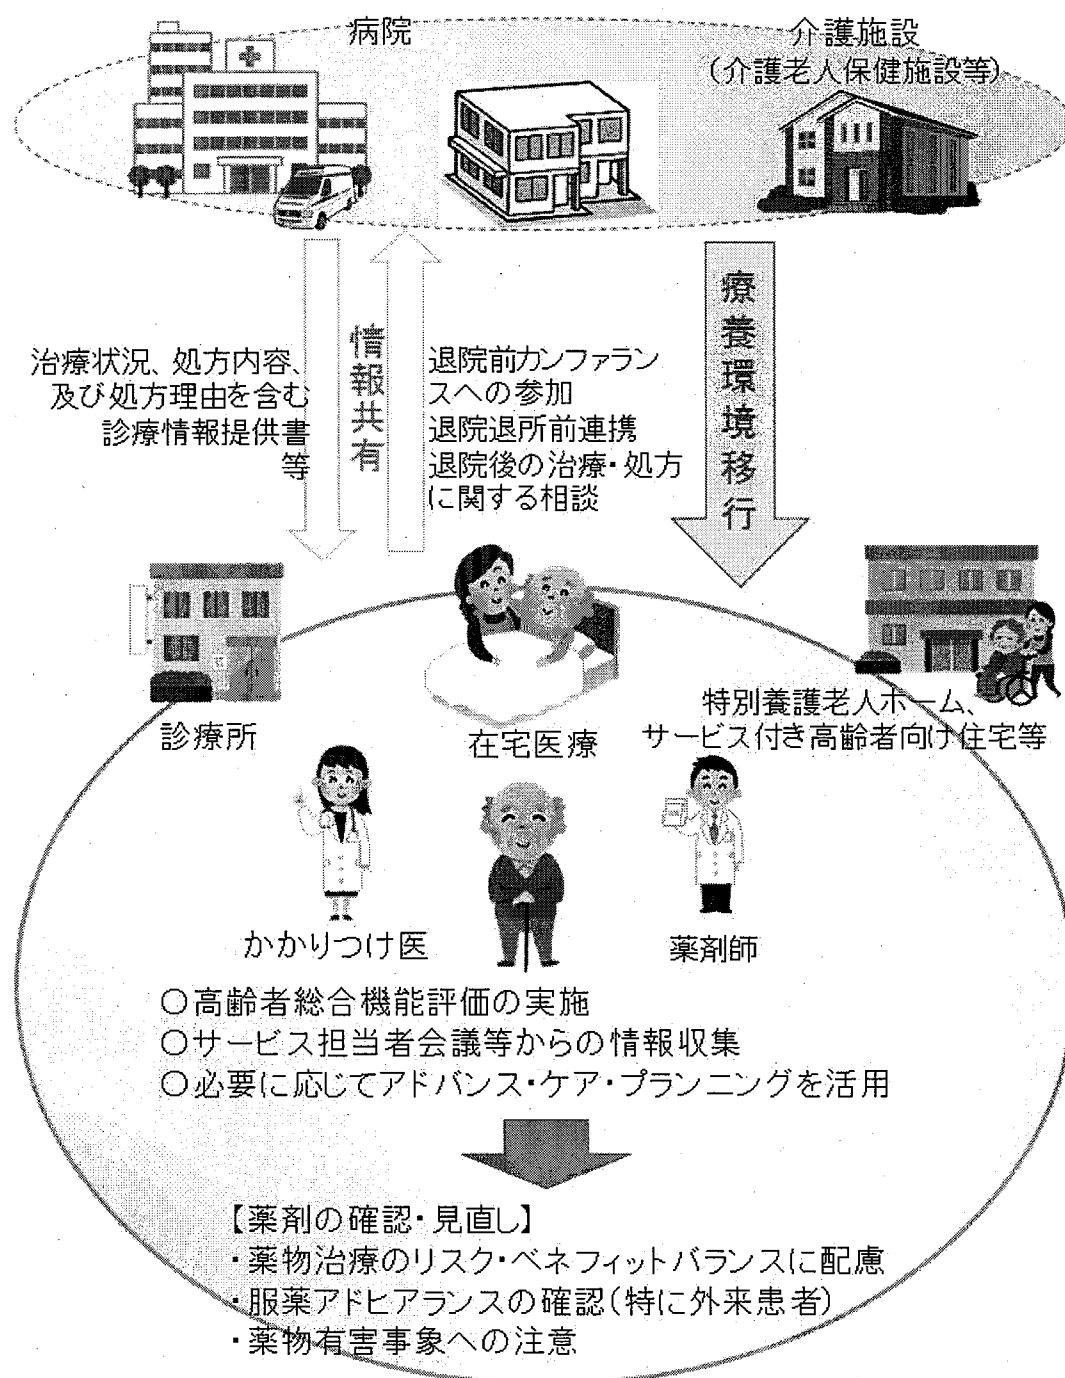 病院
介護施設
（介護老人保健施設等）
治療状況、処方内容、
及び処方理由を含む
診療情報提供書
等
情報共有
退院前カンファラン
スへの参加
退院退所前連携
退院後の治療・処方
に関する相談
療養環境移行
診療所
在宅医療
特別養護老人ホーム、
サービス付き高齢者向け住宅等
かかりつけ医
薬剤師
○高齢者総合機能評価の実施
○サービス担当者会議等からの情報収集
○必要に応じてアドバンス・ケア・プランニングを活用
【薬剤の確認・見直し】
・薬物治療のリスク・ベネフィットバランスに配慮
・服薬アドヒアランスの確認（特に外来患者）
・薬物有害事象への注意